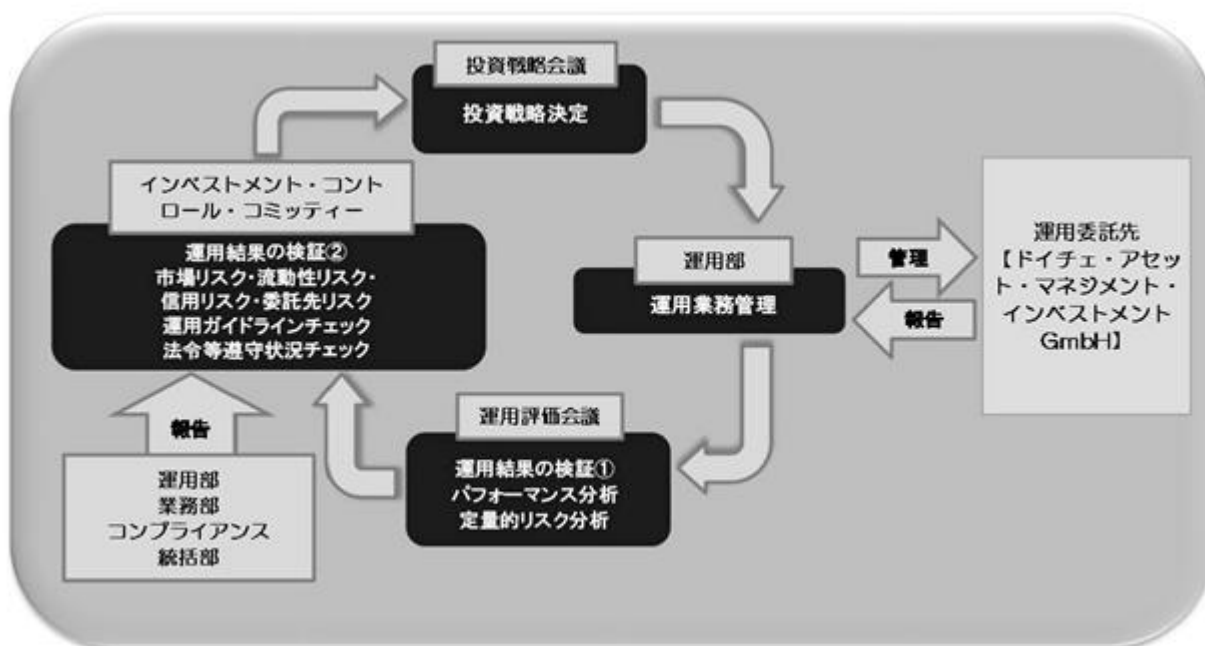 投資戦略会議
投資戦略決定
インベストメント・コント
ロール・コミッティー
運用結果の検証②
市場リスク・流動性リスク・
信用リスク・委託先リスク
運用ガイドラインチェック
法令等遵守状況チェック
運用部
運用業務管理
管理
報告
運用委託先
【ドイチェ・アセッ
ト・マネジメント・
インベストメント
GmbH】
運用評価会議
運用結果の検証①
パフォーマンス分析
定量的リスク分析
報告
運用部
業務部
コンプライアンス
統括部